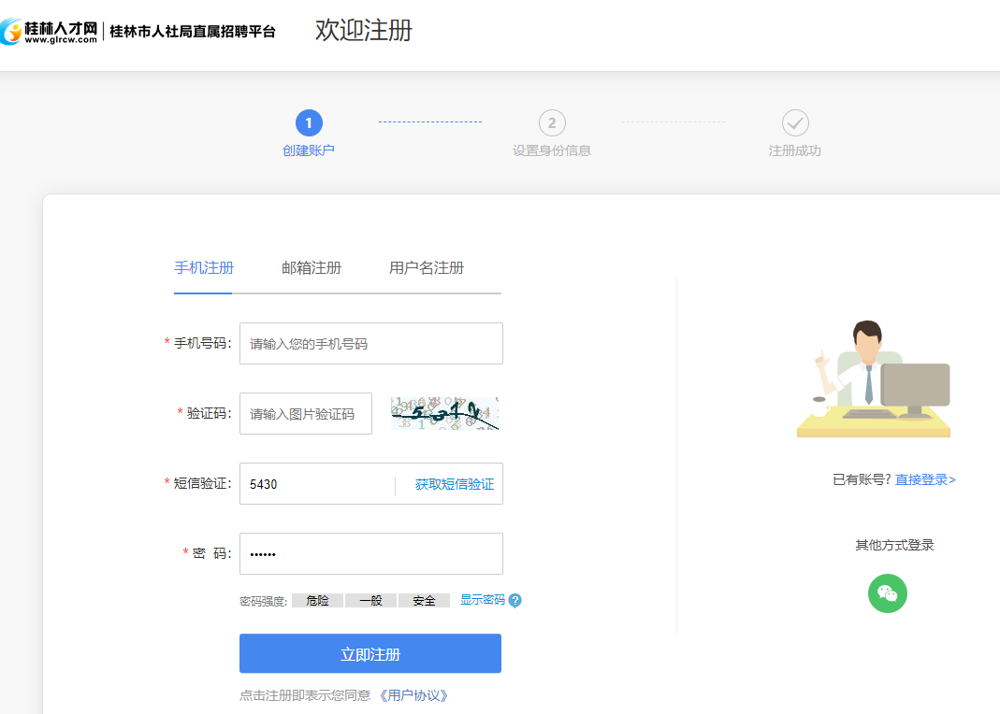 桂林人才网 桂林市人社局直属招聘平台 欢迎注册
www.glrcw.com
1 2
创建账户 设置身份信息 注册成功
手机注册 邮箱注册 用户名注册
* 手机号码: 请输入您的手机号码
* 验证码: 请输入图片验证码
* 短信验证: 5430 获取短信验证
已有账号? 直接登录>
* 密 码: ••••••
其他方式登录
密码强度: 危险 一般 安全 显示密码 ?
立即注册
点击注册即表示您同意 《用户协议》